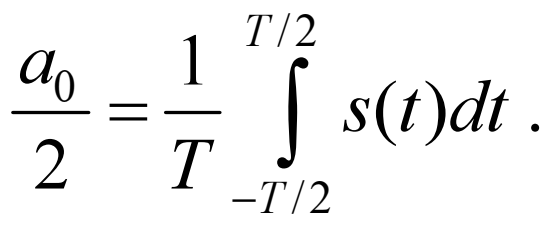 a₀/2 = 1/T ∫_{-T/2}^{T/2} s(t)dt .